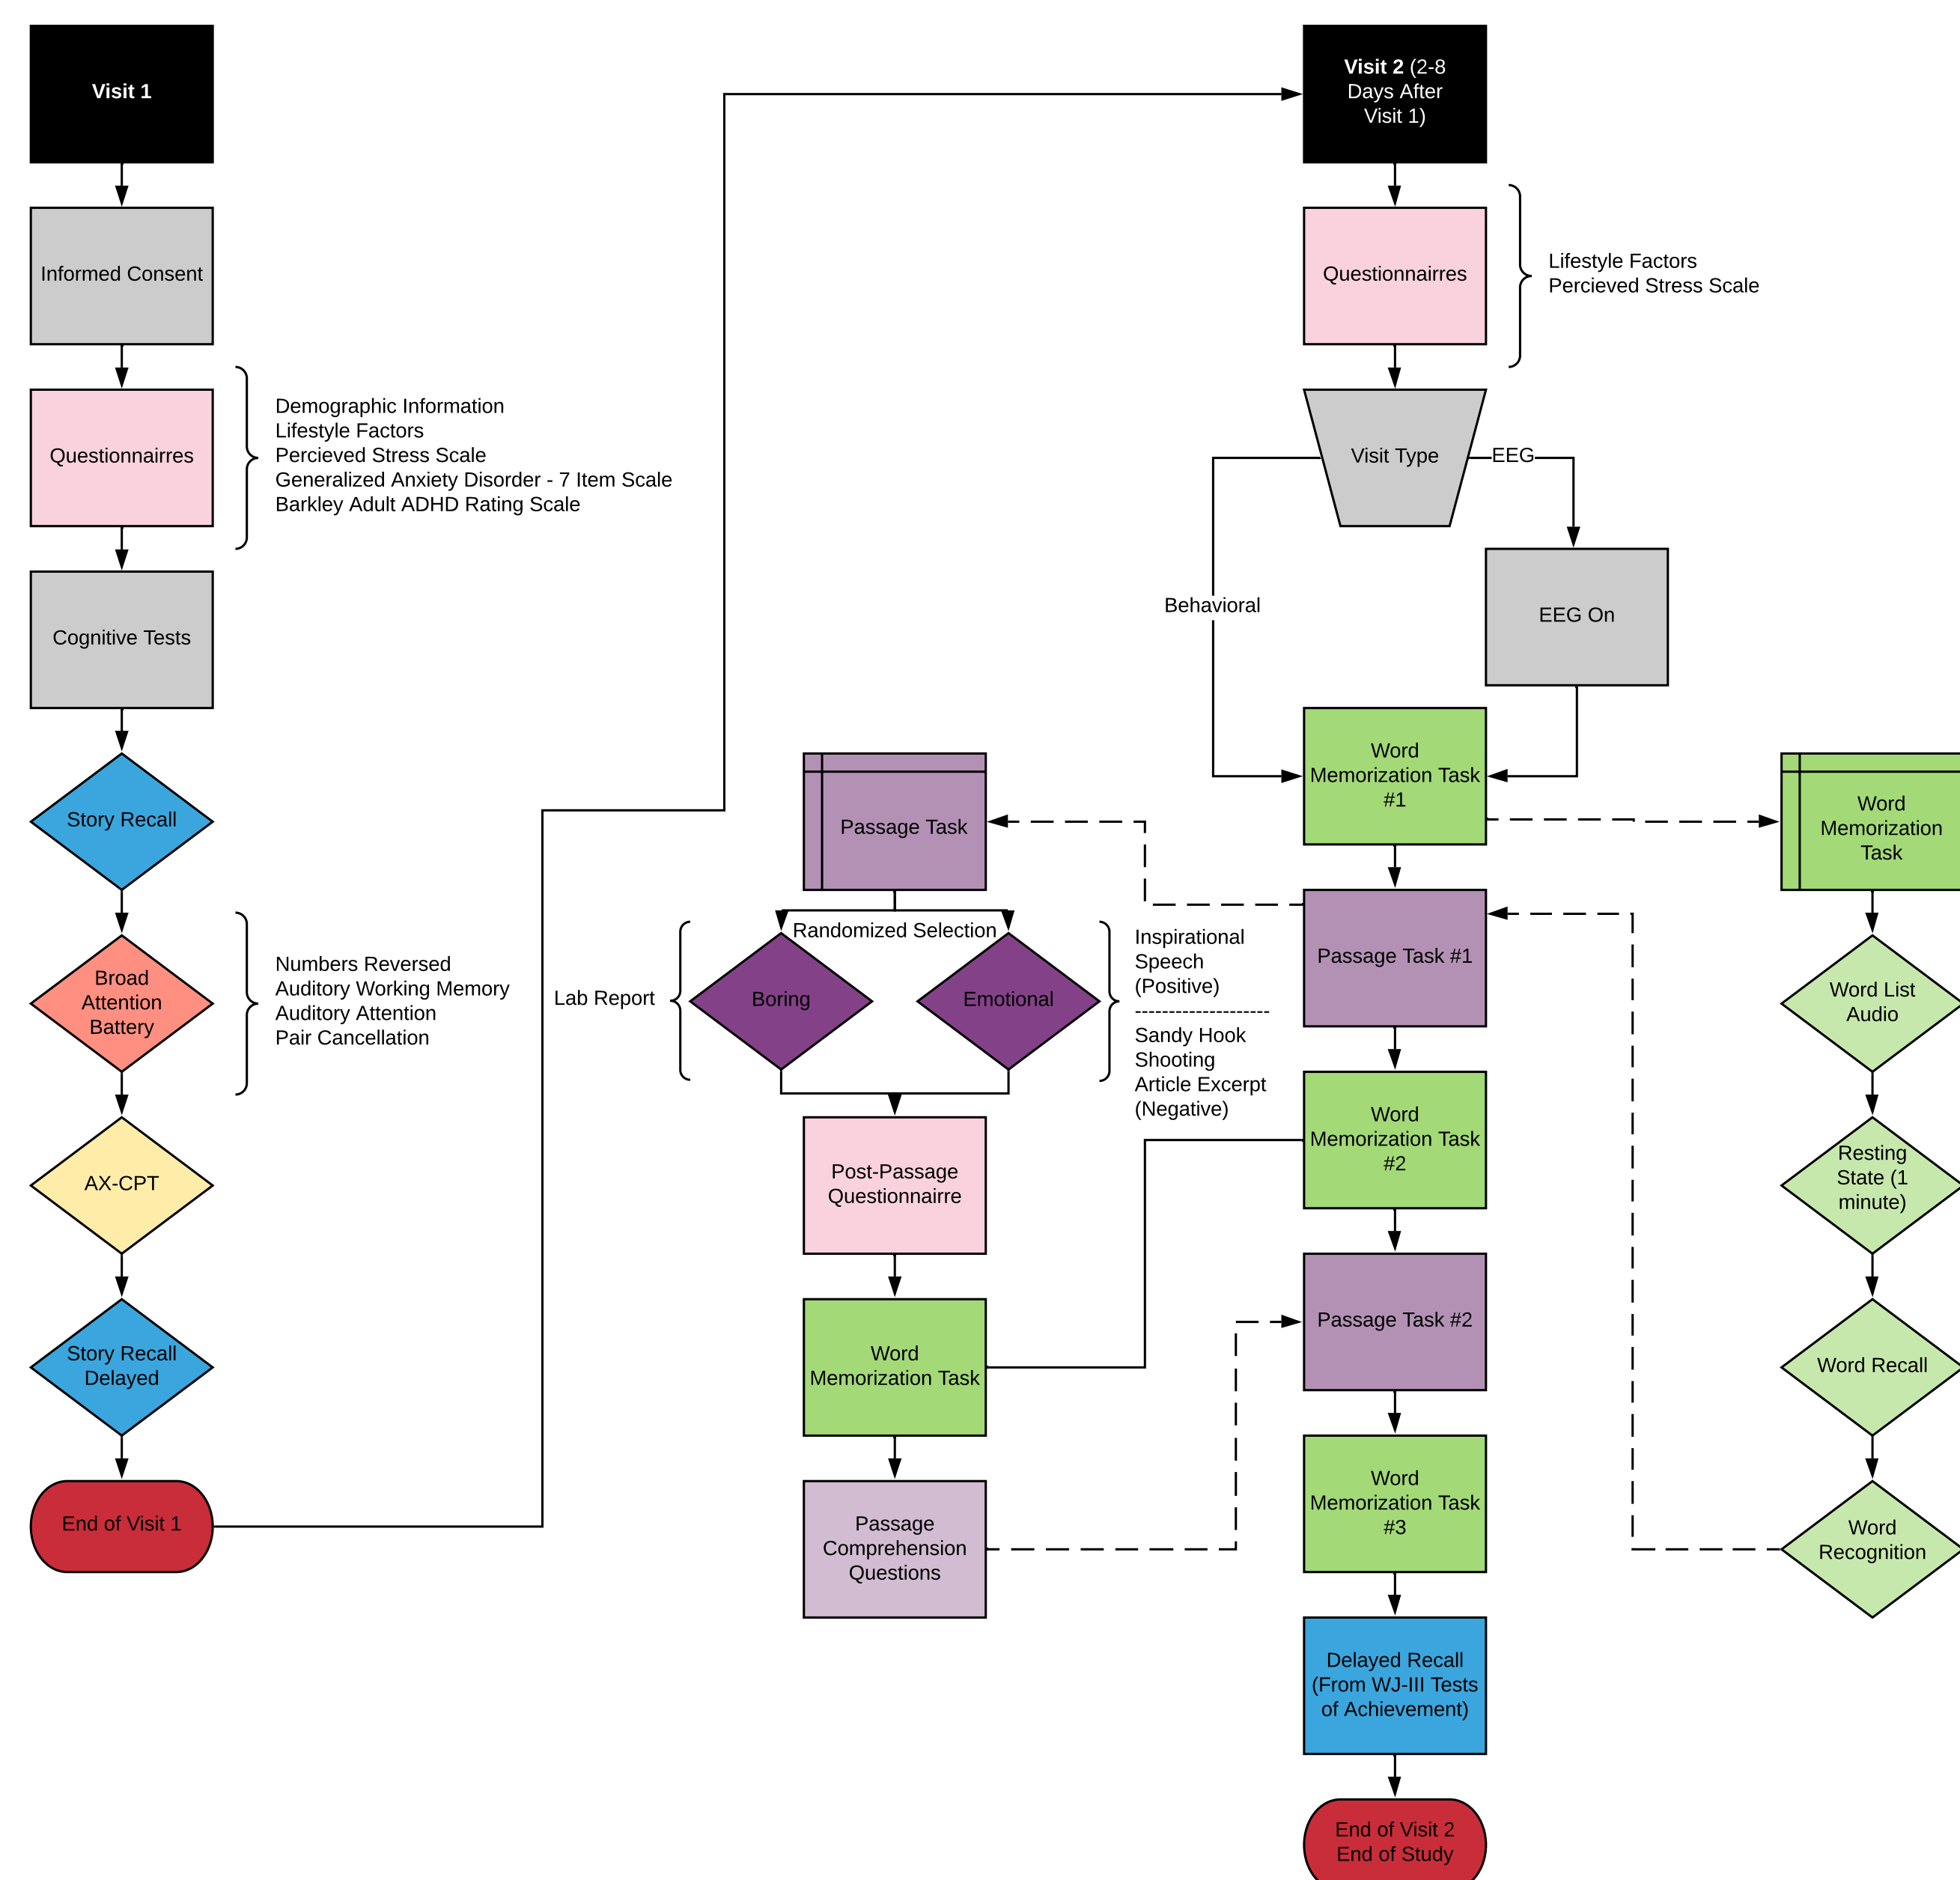 Visit 1
Informed Consent
Questionnairres
Demographic Information
Lifestyle Factors
Percieved Stress Scale
Generalized Anxiety Disorder - 7 Item Scale
Barkley Adult ADHD Rating Scale
Cognitive Tests
Story Recall
Broad
Attention
Battery
Numbers Reversed
Auditory Working Memory
Auditory Attention
Pair Cancellation
AX-CPT
Story Recall
Delayed
End of Visit 1
Visit 2 (2-8
Days After
Visit 1)
Questionnairres
Lifestyle Factors
Percieved Stress Scale
Visit Type
EEG
Behavioral
EEG On
Word
Memorization Task
#1
Passage Task #1
Word
Memorization Task
#2
Passage Task #2
Word
Memorization Task
#3
Delayed Recall
(From WJ-III Tests
of Achievement)
End of Visit 2
End of Study
Passage Task
Randomized Selection
Lab Report
Boring
Emotional
Inspirational
Speech
(Positive)
--------------------
Sandy Hook
Shooting
Article Excerpt
(Negative)
Post-Passage
Questionnairre
Word
Memorization Task
Passage
Comprehension
Questions
Word
Memorization
Task
Word List
Audio
Resting
State (1
minute)
Word Recall
Word
Recognition